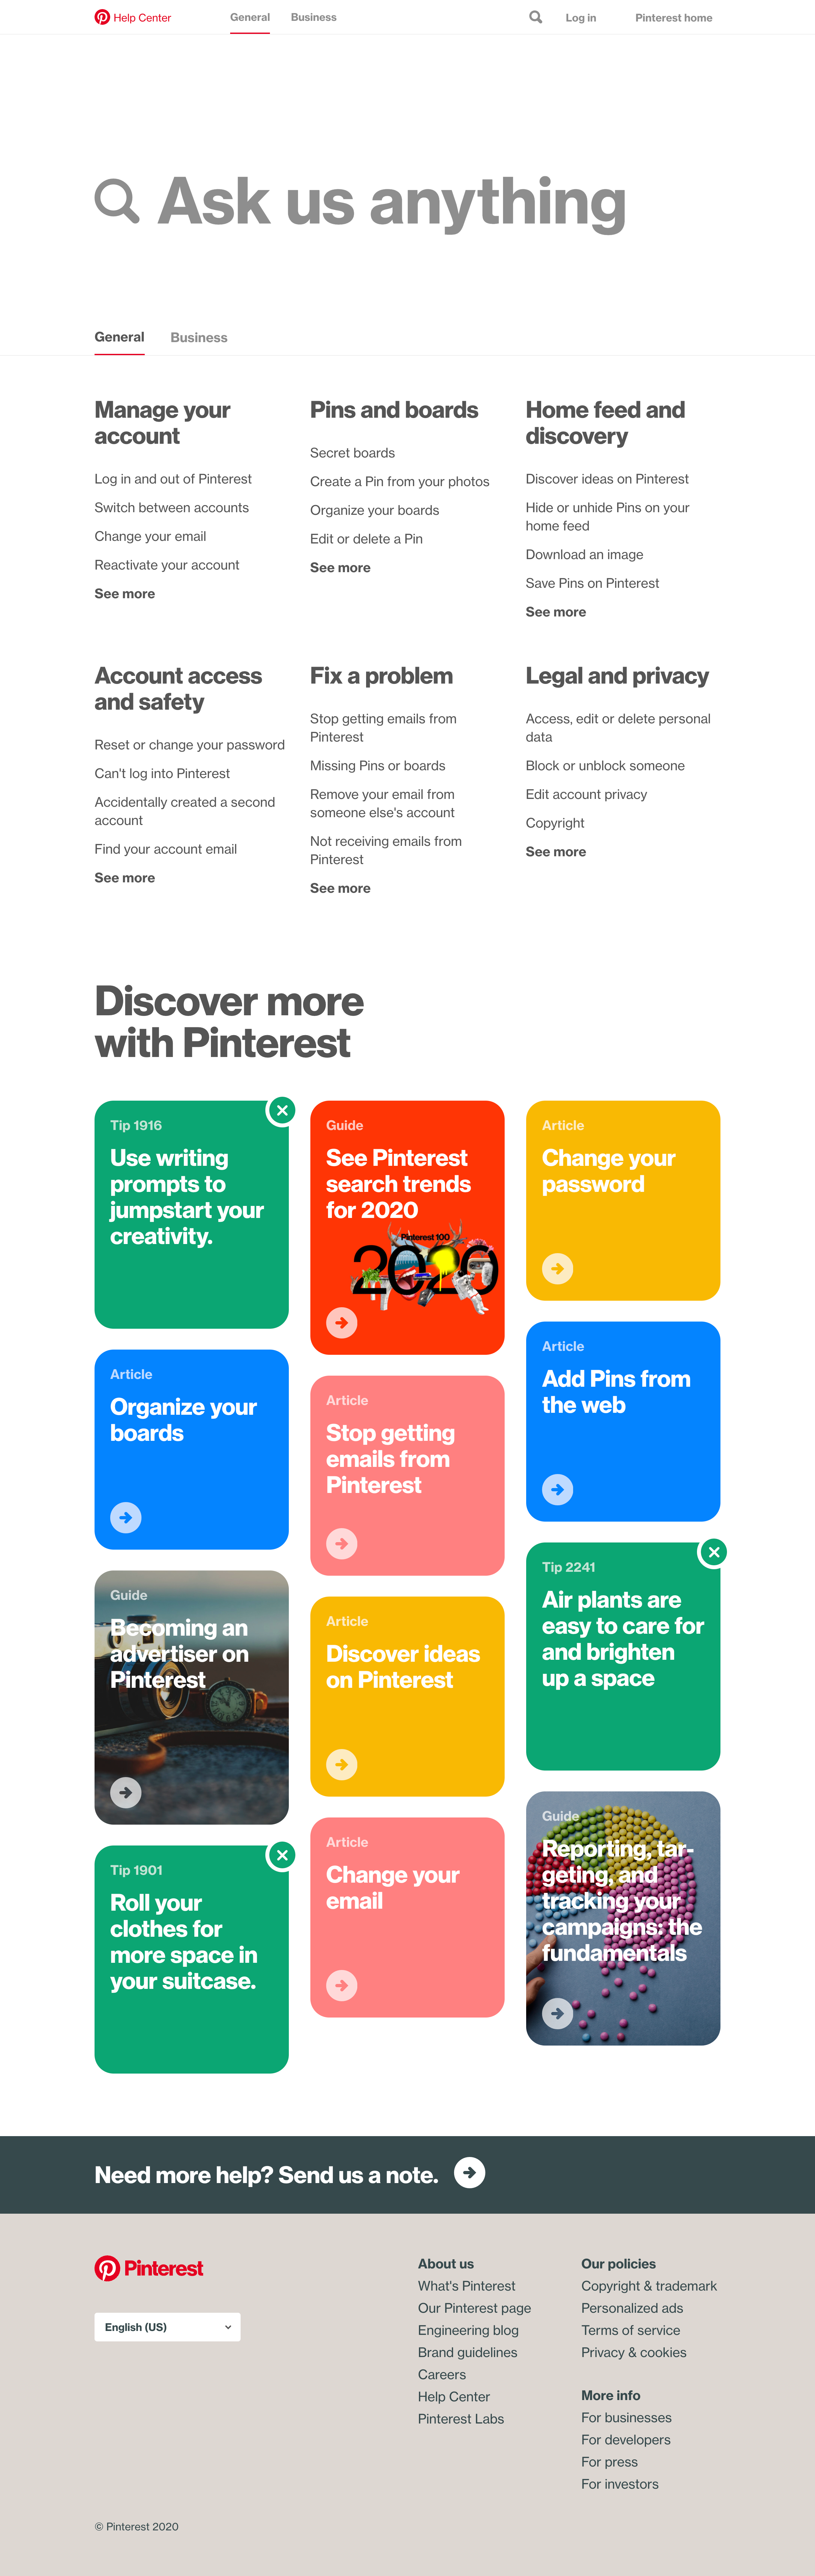 Help Center
General
Business
Log in
Pinterest home
Ask us anything
General
Business
Manage your
account
Log in and out of Pinterest
Switch between accounts
Change your email
Reactivate your account
See more
Pins and boards
Secret boards
Create a Pin from your photos
Organize your boards
Edit or delete a Pin
See more
Home feed and
discovery
Discover ideas on Pinterest
Hide or unhide Pins on your
home feed
Download an image
Save Pins on Pinterest
See more
Account access
and safety
Reset or change your password
Can't log into Pinterest
Accidentally created a second
account
Find your account email
See more
Fix a problem
Stop getting emails from
Pinterest
Missing Pins or boards
Remove your email from
someone else's account
Not receiving emails from
Pinterest
See more
Legal and privacy
Access, edit or delete personal
data
Block or unblock someone
Edit account privacy
Copyright
See more
Discover more
with Pinterest
Tip 1916
Use writing
prompts to
jumpstart your
creativity.
Article
Organize your
boards
Guide
Becoming an
advertiser on
Pinterest
Tip 1901
Roll your
clothes for
more space in
your suitcase.
Guide
See Pinterest
search trends
for 2020
Pinterest 100
2020
Article
Stop getting
emails from
Pinterest
Article
Discover ideas
on Pinterest
Article
Change your
email
Article
Change your
password
Article
Add Pins from
the web
Tip 2241
Air plants are
easy to care for
and brighten
up a space
Guide
Reporting, tar-
geting, and
tracking your
campaigns: the
fundamentals
Need more help? Send us a note.
Pinterest
English (US)
About us
What's Pinterest
Our Pinterest page
Engineering blog
Brand guidelines
Careers
Help Center
Pinterest Labs
Our policies
Copyright & trademark
Personalized ads
Terms of service
Privacy & cookies
More info
For businesses
For developers
For press
For investors
© Pinterest 2020